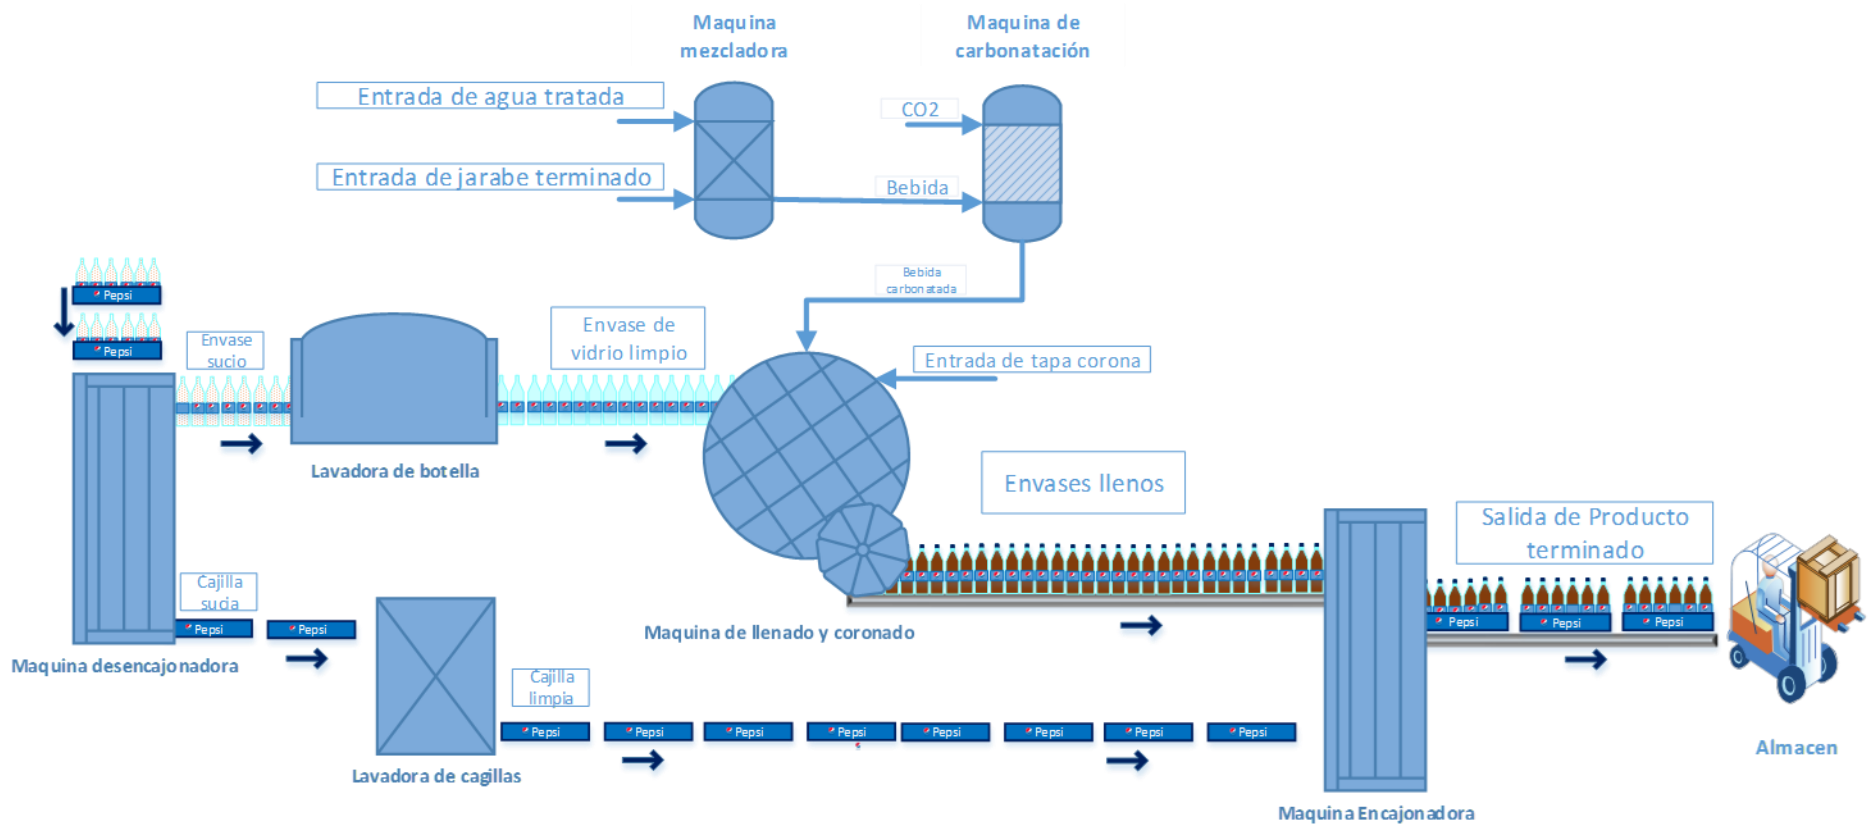 Maquina
mezcladora
Maquina de
carbonatación
Entrada de agua tratada
CO2
Entrada de jarabe terminado
Bebida
Bebida
carbonatada
Pepsi
Pepsi
Envase
sucio
Envase de
vidrio limpio
Entrada de tapa corona
Lavadora de botella
Envases llenos
Salida de Producto
terminado
Cajilla
sucia
Pepsi
Pepsi
Pepsi
Pepsi
Pepsi
Maquina de llenado y coronado
Maquina desencajonadora
Cajilla
limpia
Pepsi
Pepsi
Pepsi
Pepsi
Pepsi
Pepsi
Pepsi
Pepsi
Almacen
Lavadora de cagillas
Maquina Encajonadora